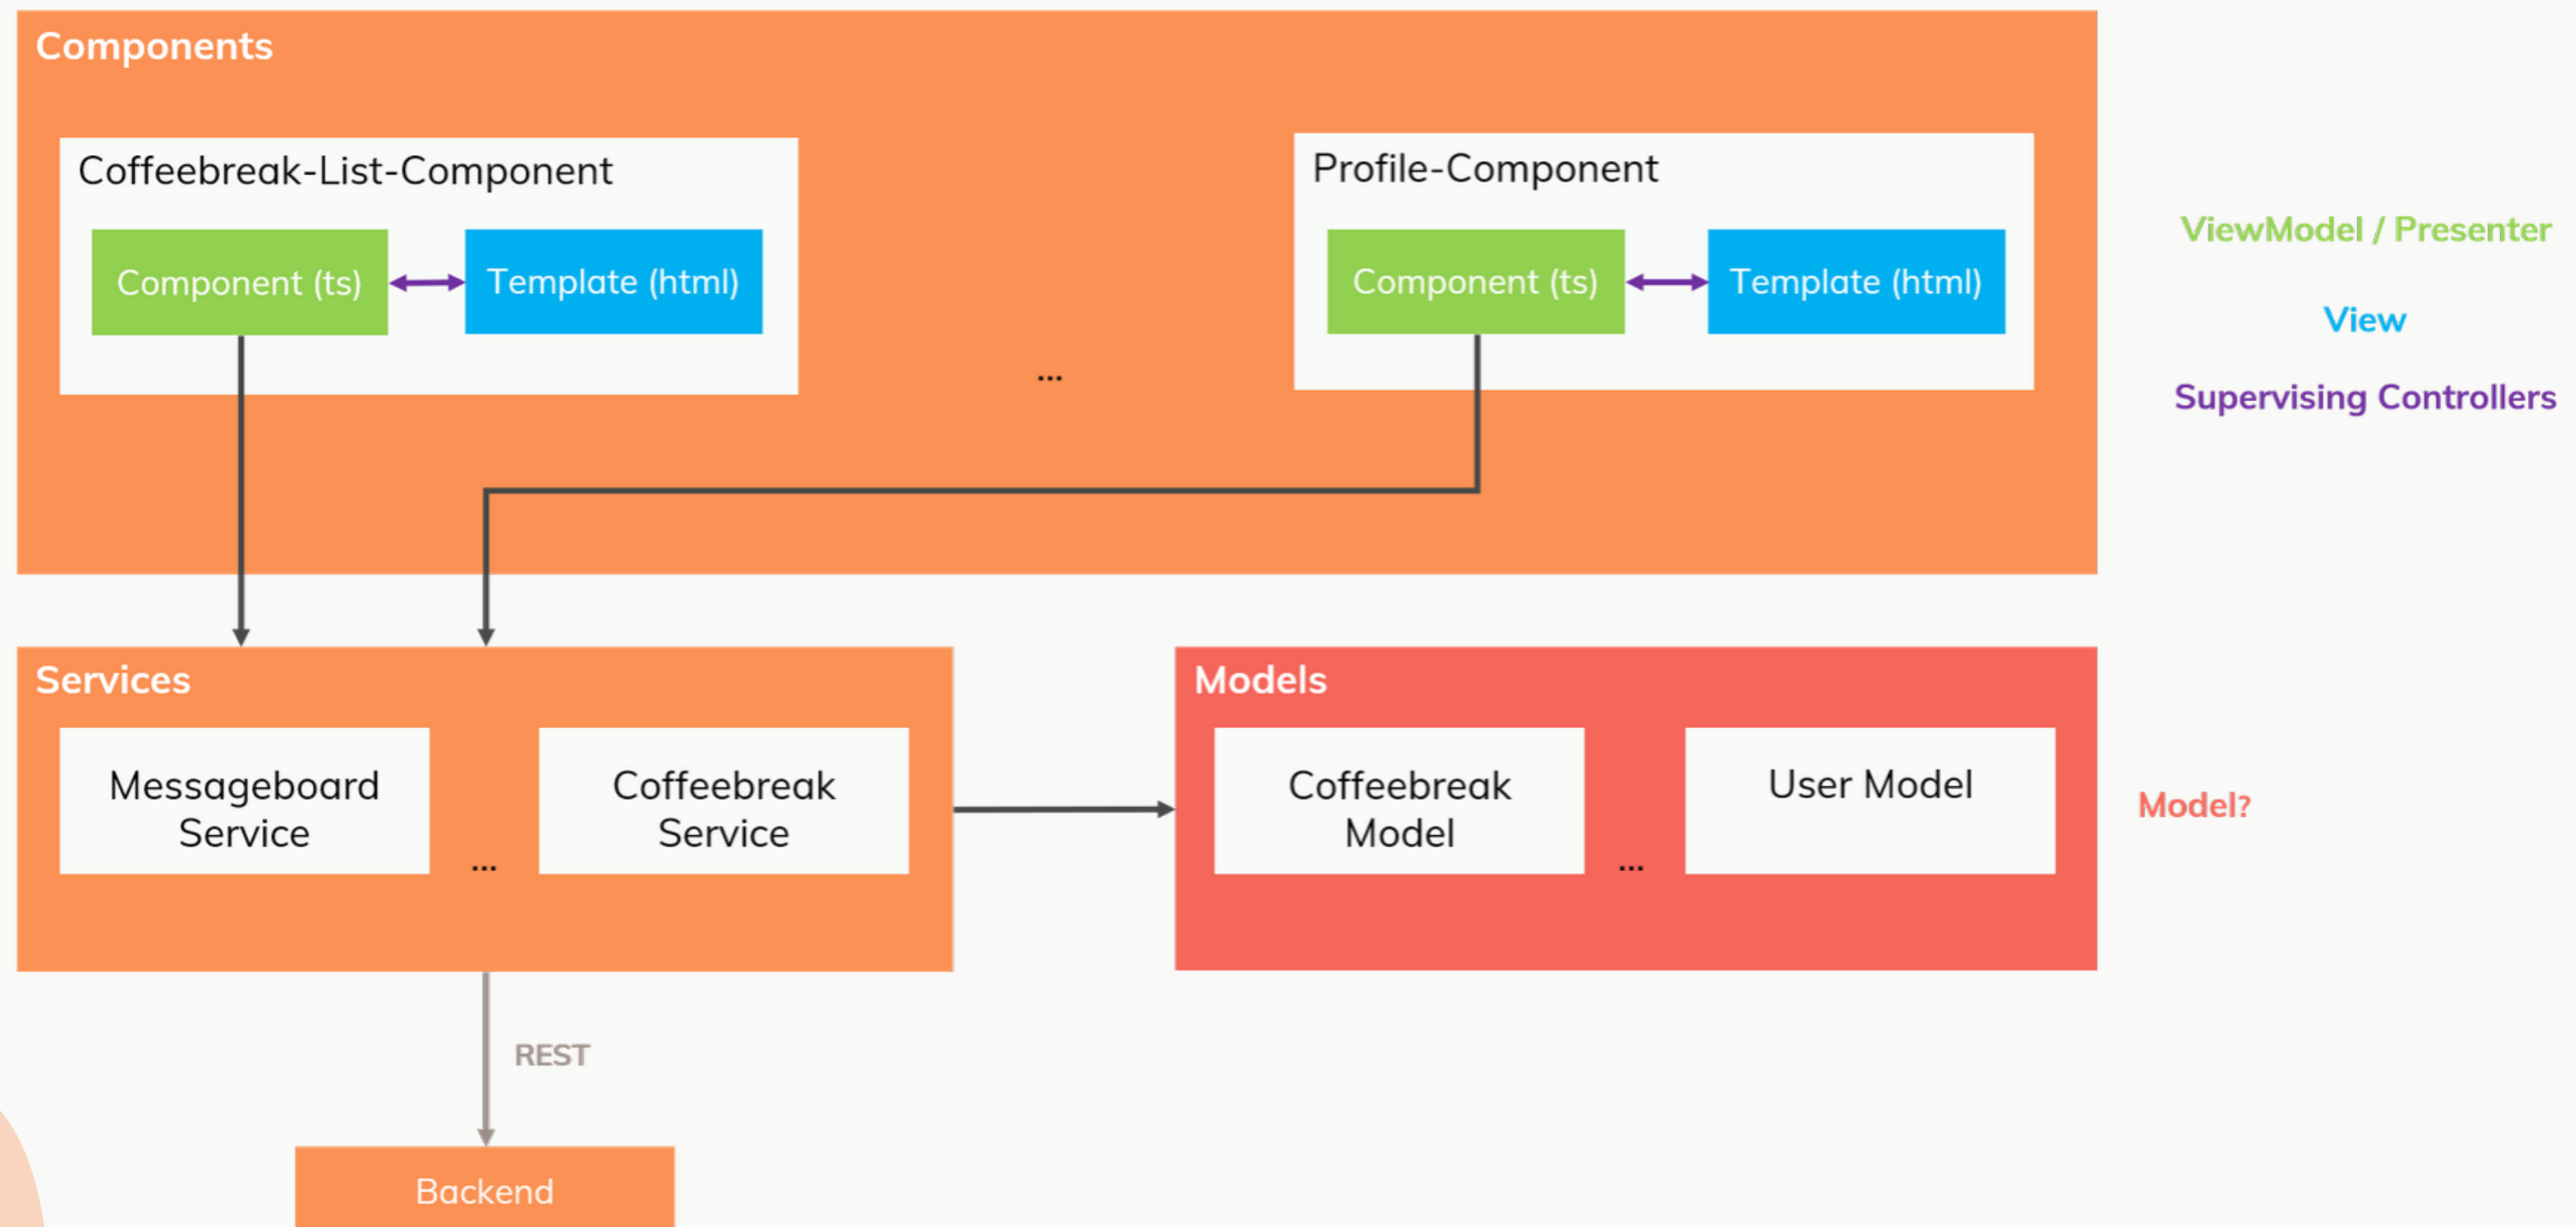 Components
Coffeebreak-List-Component
Component (ts)
Template (html)
...
Profile-Component
Component (ts)
Template (html)
ViewModel / Presenter
View
Supervising Controllers
Services
Messageboard
Service
...
Coffeebreak
Service
Models
Coffeebreak
Model
...
User Model
Model?
REST
Backend